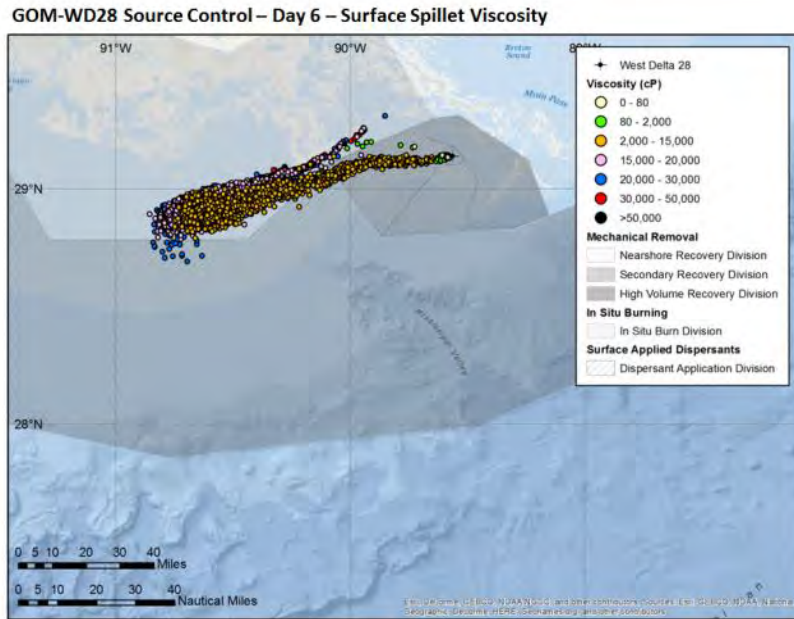 GOM-WD28 Source Control – Day 6 – Surface Spillet Viscosity
91°W
90°W
Breton
Sound
Main Pass
West Delta 28
Viscosity (cP)
0 - 80
80 - 2,000
2,000 - 15,000
15,000 - 20,000
20,000 - 30,000
30,000 - 50,000
>50,000
Mechanical Removal
Nearshore Recovery Division
Secondary Recovery Division
High Volume Recovery Division
In Situ Burning
In Situ Burn Division
Surface Applied Dispersants
Dispersant Application Division
29°N
28°N
0 5 10 20 30 40
Miles
0 5 10 20 30 40
Nautical Miles
and other contributors